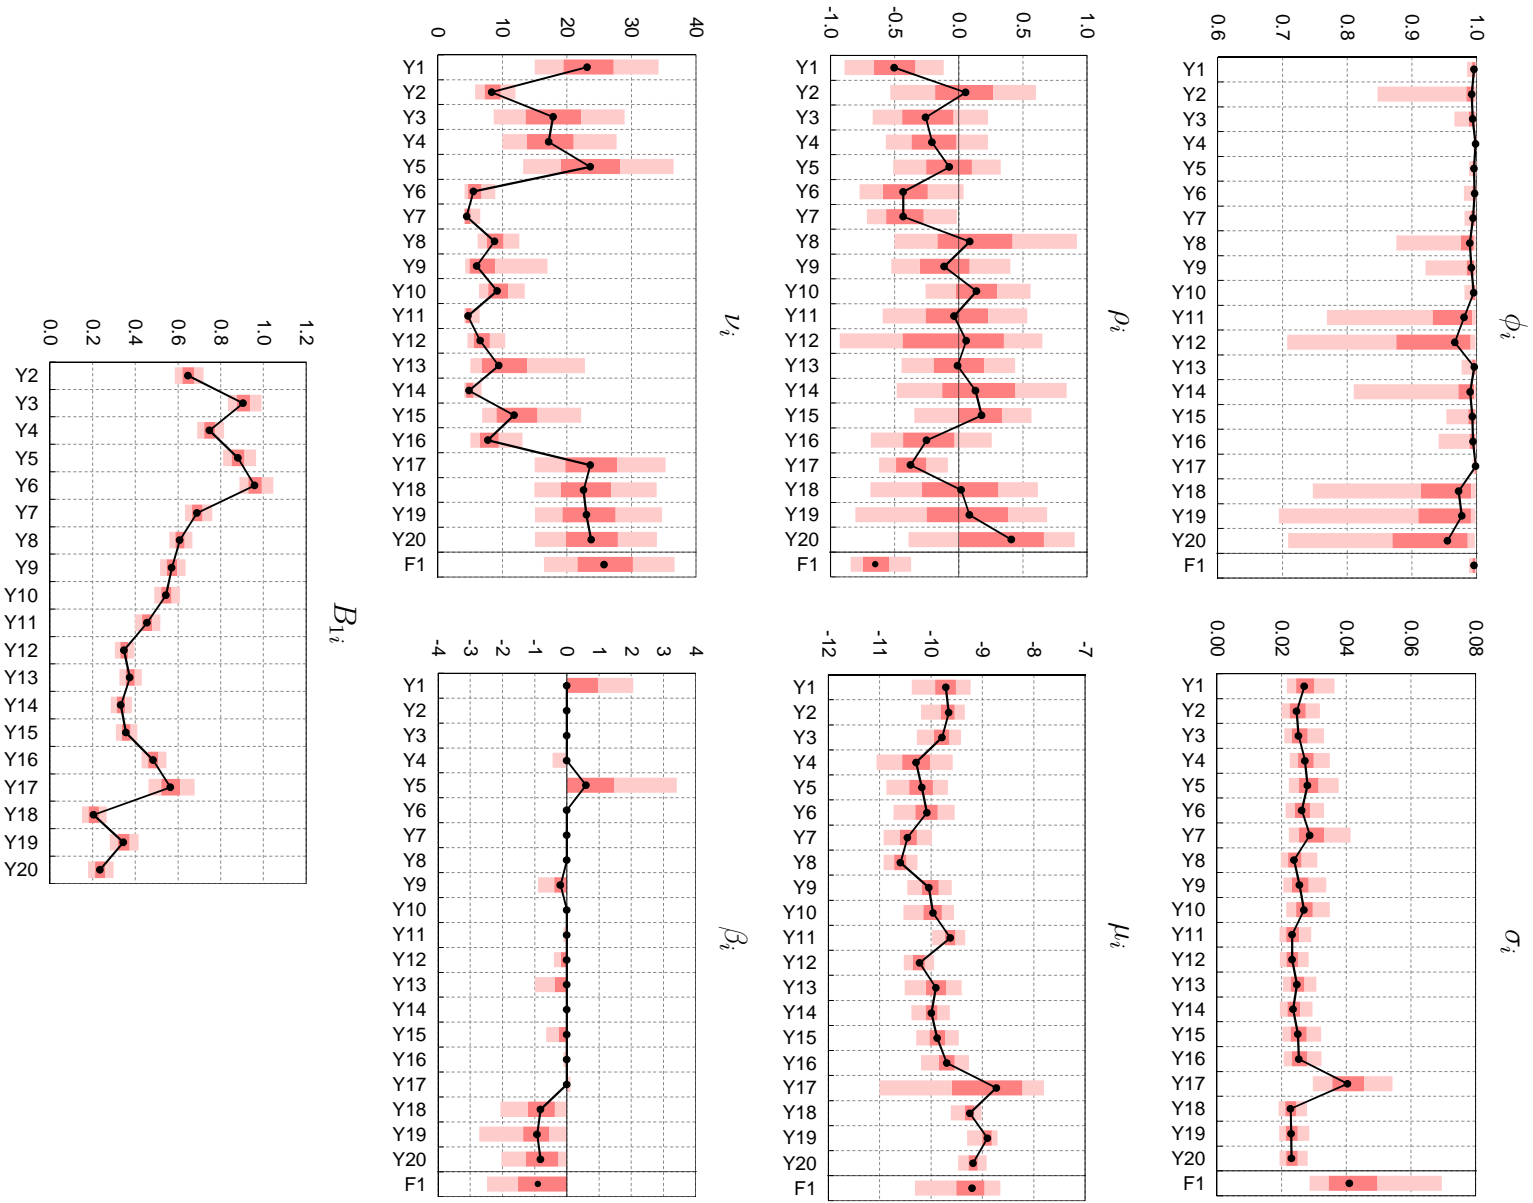 ϕi
0.6 0.7 0.8 0.9 1.0
Y1
Y2
Y3
Y4
Y5
Y6
Y7
Y8
Y9
Y10
Y11
Y12
Y13
Y14
Y15
Y16
Y17
Y18
Y19
Y20
F1
σi
0.00 0.02 0.04 0.06 0.08
Y1
Y2
Y3
Y4
Y5
Y6
Y7
Y8
Y9
Y10
Y11
Y12
Y13
Y14
Y15
Y16
Y17
Y18
Y19
Y20
F1
ρi
-1.0 -0.5 0.0 0.5 1.0
Y1
Y2
Y3
Y4
Y5
Y6
Y7
Y8
Y9
Y10
Y11
Y12
Y13
Y14
Y15
Y16
Y17
Y18
Y19
Y20
F1
μi
-12 -11 -10 -9 -8 -7
Y1
Y2
Y3
Y4
Y5
Y6
Y7
Y8
Y9
Y10
Y11
Y12
Y13
Y14
Y15
Y16
Y17
Y18
Y19
Y20
F1
νi
0 10 20 30 40
Y1
Y2
Y3
Y4
Y5
Y6
Y7
Y8
Y9
Y10
Y11
Y12
Y13
Y14
Y15
Y16
Y17
Y18
Y19
Y20
F1
βi
-4 -3 -2 -1 0 1 2 3 4
Y1
Y2
Y3
Y4
Y5
Y6
Y7
Y8
Y9
Y10
Y11
Y12
Y13
Y14
Y15
Y16
Y17
Y18
Y19
Y20
F1
B1i
0.0 0.2 0.4 0.6 0.8 1.0 1.2
Y2
Y3
Y4
Y5
Y6
Y7
Y8
Y9
Y10
Y11
Y12
Y13
Y14
Y15
Y16
Y17
Y18
Y19
Y20